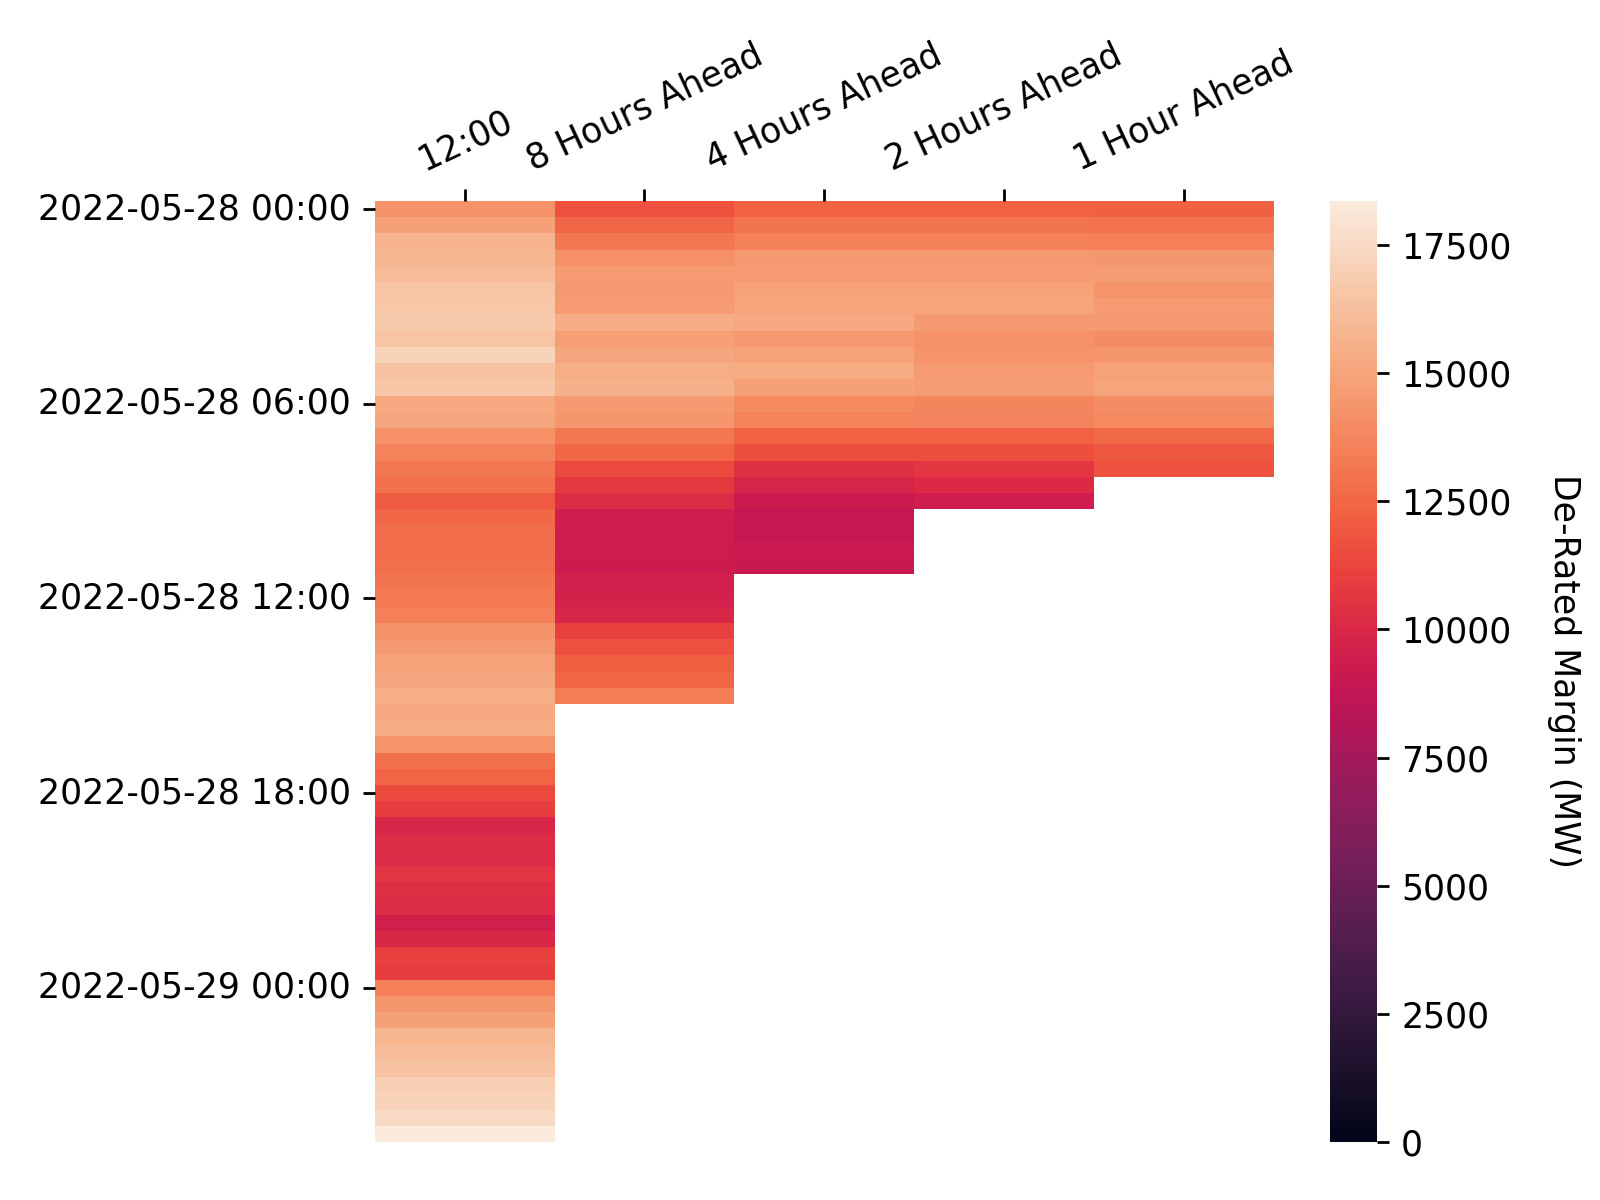 12:00
8 Hours Ahead
4 Hours Ahead
2 Hours Ahead
1 Hour Ahead
2022-05-28 00:00
2022-05-28 06:00
2022-05-28 12:00
2022-05-28 18:00
2022-05-29 00:00
17500
15000
12500
10000
7500
5000
2500
0
De-Rated Margin (MW)